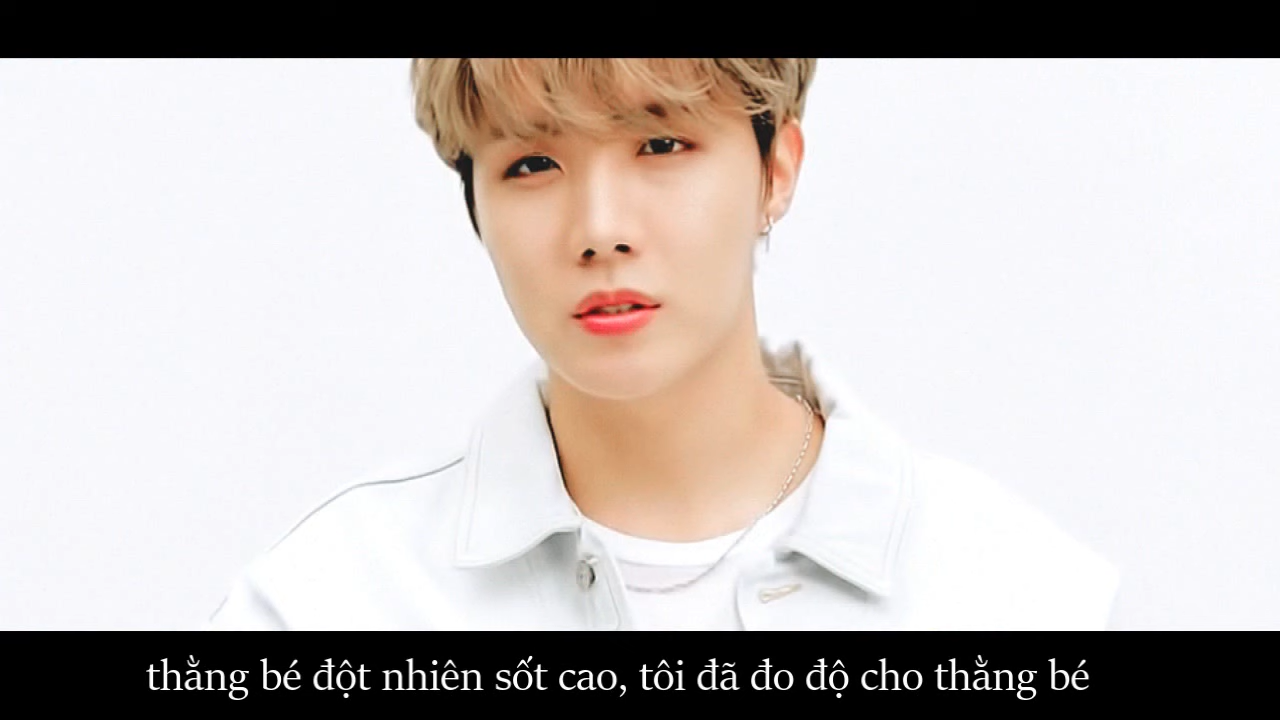 thằng bé đột nhiên sốt cao, tôi đã đo độ cho thằng bé